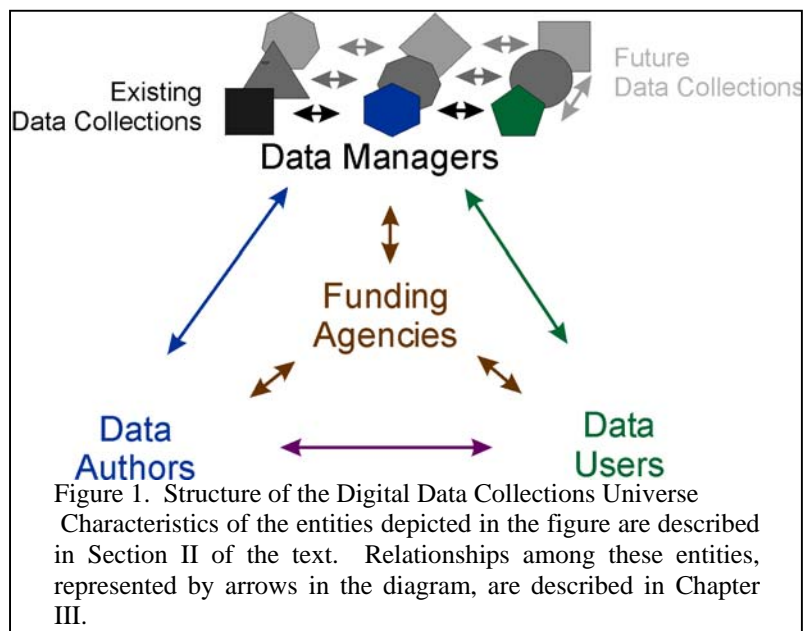 Existing
Data Collections
Future
Data Collections
Data Managers
Funding
Agencies
Data
Authors
Data
Users
Figure 1.  Structure of the Digital Data Collections Universe
Characteristics of the entities depicted in the figure are described
in Section II of the text.  Relationships among these entities,
represented by arrows in the diagram, are described in Chapter
III.